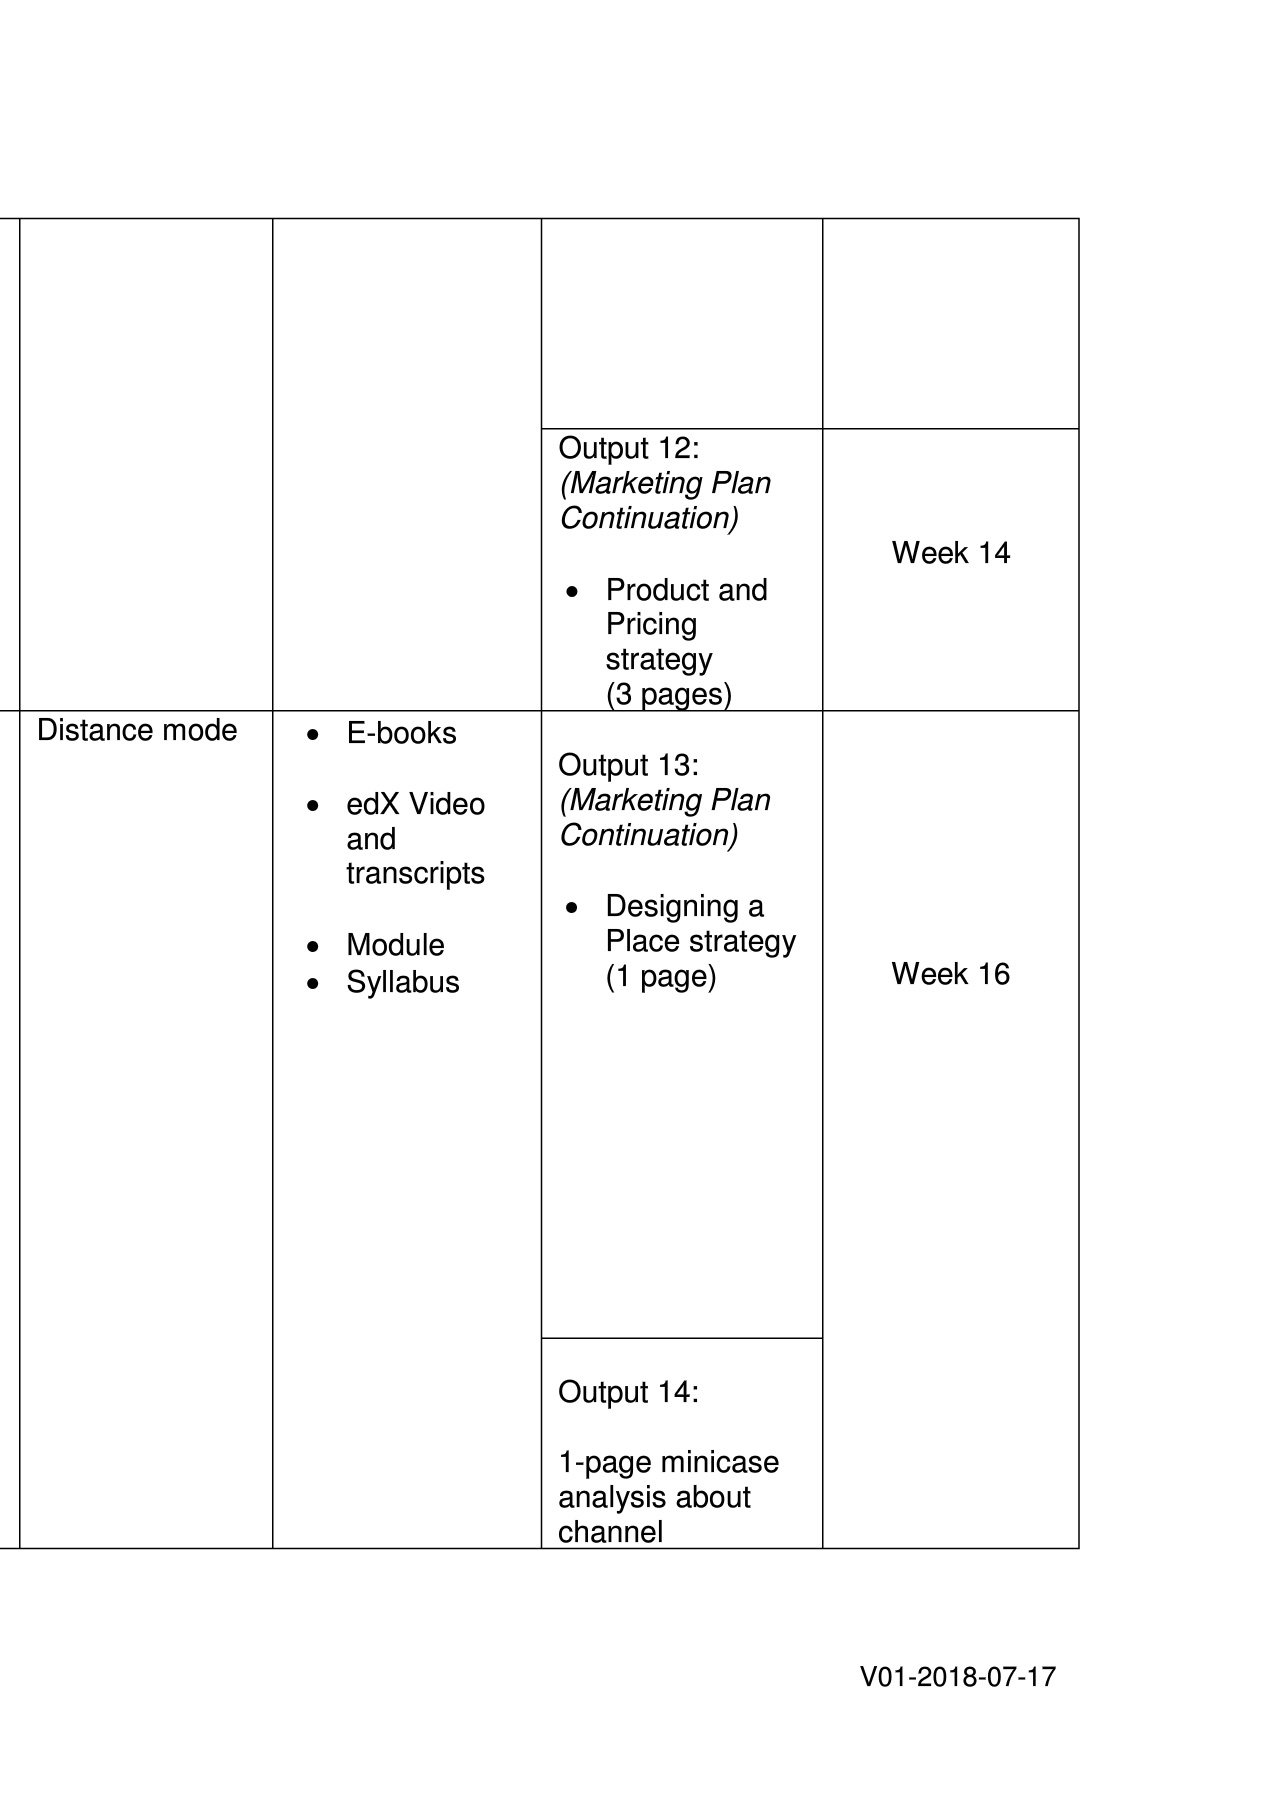 Output 12:
(Marketing Plan
Continuation)
• Product and
Pricing
strategy
(3 pages)
Week 14
Distance mode
• E-books
• edX Video
and
transcripts
• Module
• Syllabus
Output 13:
(Marketing Plan
Continuation)
• Designing a
Place strategy
(1 page)
Week 16
Output 14:
1-page minicase
analysis about
channel
V01-2018-07-17